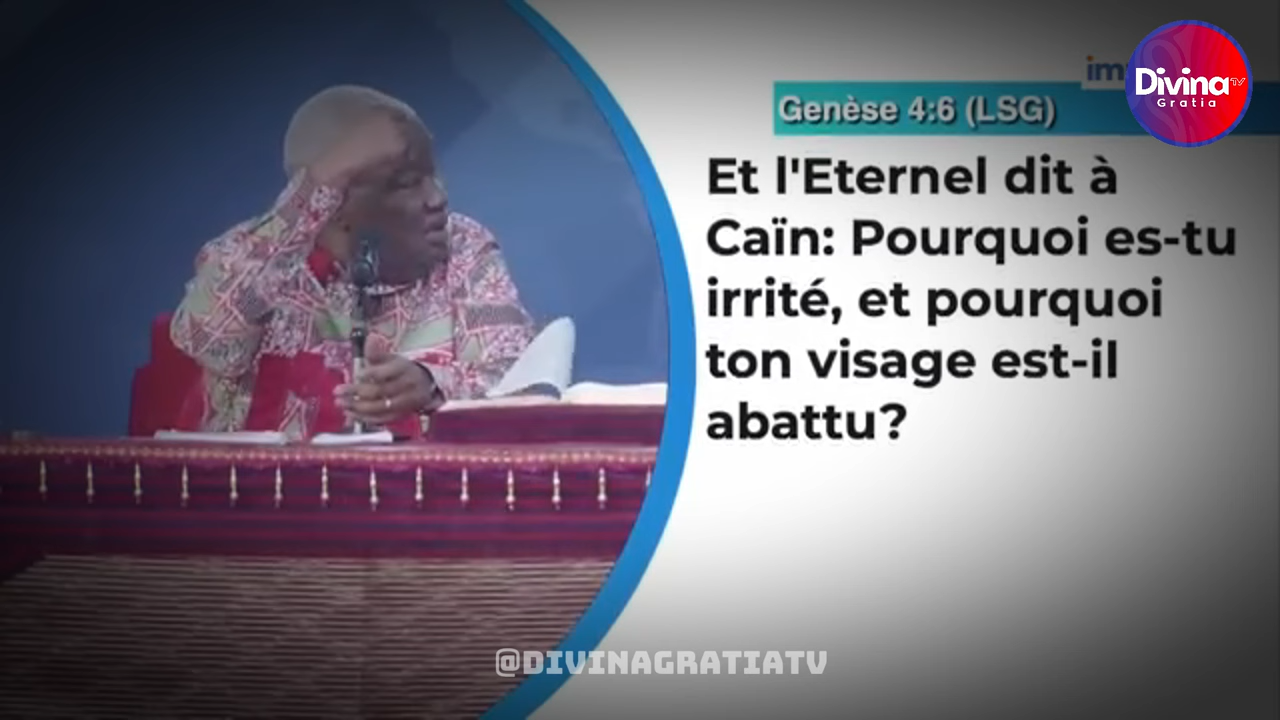 Divina TV
Gratia
Genèse 4:6 (LSG)
Et l'Eternel dit à
Caïn: Pourquoi es-tu
irrité, et pourquoi
ton visage est-il
abattu?
@DIVINAGRATIATV